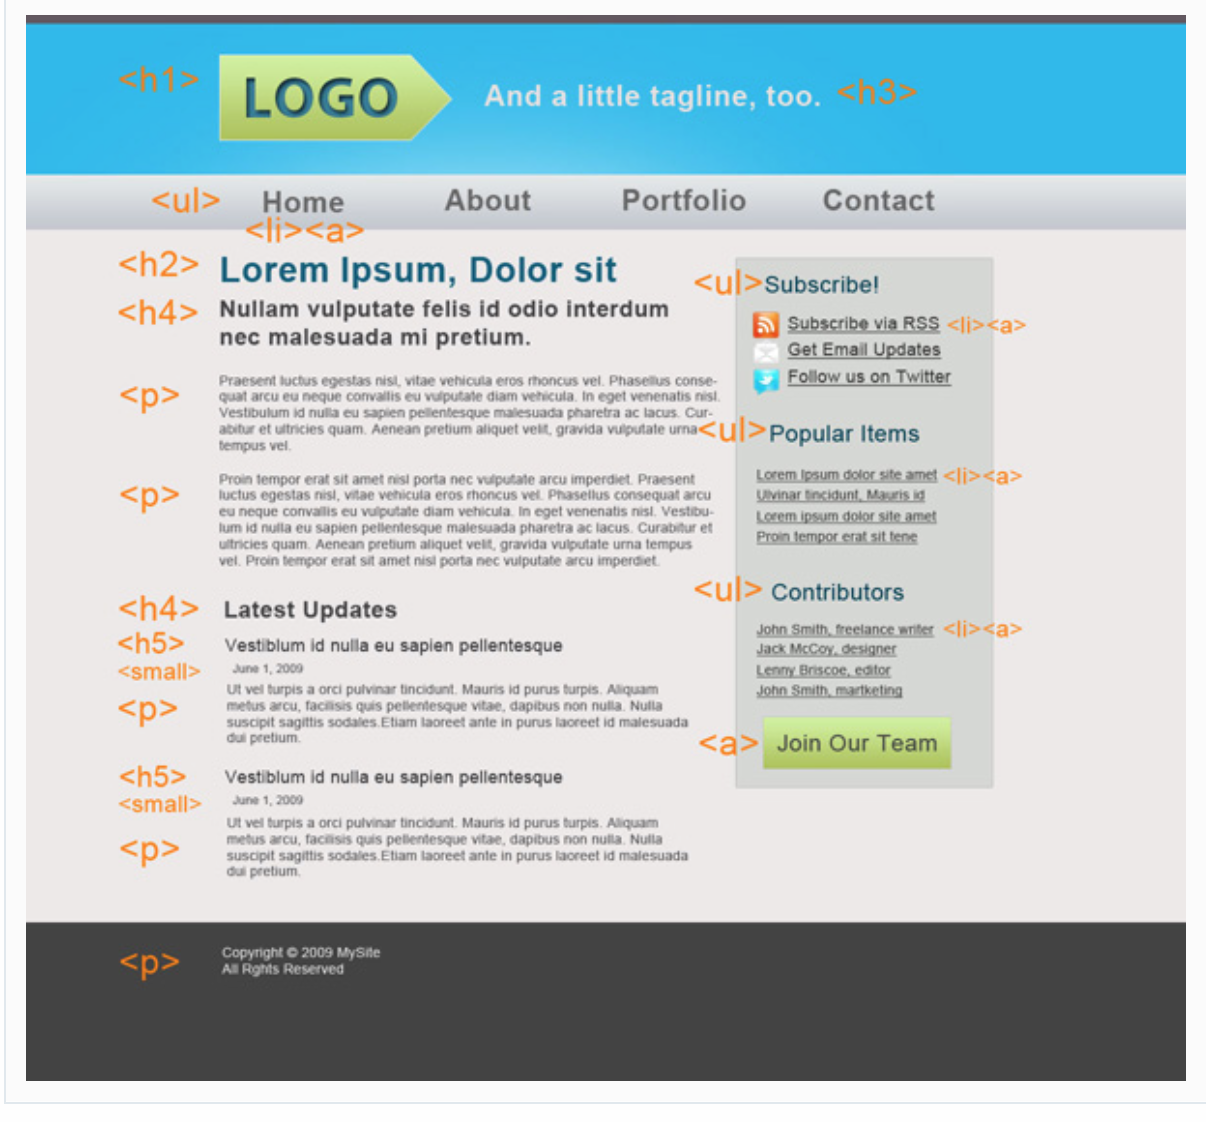 <h1> LOGO And a little tagline, too. <h3>
<ul> Home About Portfolio Contact
<li><a>
<h2> Lorem Ipsum, Dolor sit
<h4> Nullam vulputate felis id odio interdum
nec malesuada mi pretium.
<p> Praesent luctus egestas nisl, vitae vehicula eros rhoncus vel. Phasellus conse-
quat arcu eu neque convallis eu vulputate diam vehicula. In eget venenatis nisl.
Vestibulum id nulla eu sapien pellentesque malesuada pharetra ac lacus. Cur-
abitur et ultricies quam. Aenean pretium aliquet velit, gravida vulputate urna
tempus vel.
<p> Proin tempor erat sit amet nisl porta nec vulputate arcu imperdiet. Praesent
luctus egestas nisl, vitae vehicula eros rhoncus vel. Phasellus consequat arcu
eu neque convallis eu vulputate diam vehicula. In eget venenatis nisl. Vestibu-
lum id nulla eu sapien pellentesque malesuada pharetra ac lacus. Curabitur et
ultricies quam. Aenean pretium aliquet velit, gravida vulputate urna tempus
vel. Proin tempor erat sit amet nisl porta nec vulputate arcu imperdiet.
<h4> Latest Updates
<h5> Vestiblum id nulla eu sapien pellentesque
<small> June 1, 2009
<p> Ut vel turpis a orci pulvinar tincidunt. Mauris id purus turpis. Aliquam
metus arcu, facilisis quis pellentesque vitae, dapibus non nulla. Nulla
suscipit sagittis sodales.Etiam laoreet ante in purus laoreet id malesuada
dui pretium.
<h5> Vestiblum id nulla eu sapien pellentesque
<small> June 1, 2009
<p> Ut vel turpis a orci pulvinar tincidunt. Mauris id purus turpis. Aliquam
metus arcu, facilisis quis pellentesque vitae, dapibus non nulla. Nulla
suscipit sagittis sodales.Etiam laoreet ante in purus laoreet id malesuada
dui pretium.
<ul> Subscribe!
Subscribe via RSS <li><a>
Get Email Updates
Follow us on Twitter
<ul> Popular Items
Lorem Ipsum dolor site amet <li><a>
Ulvinar tincidunt, Mauris id
Lorem ipsum dolor site amet
Proin tempor erat sit tene
<ul> Contributors
John Smith, freelance writer <li><a>
Jack McCoy, designer
Lenny Briscoe, editor
John Smith, martketing
<a> Join Our Team
<p> Copyright © 2009 MySite
All Rghts Reserved